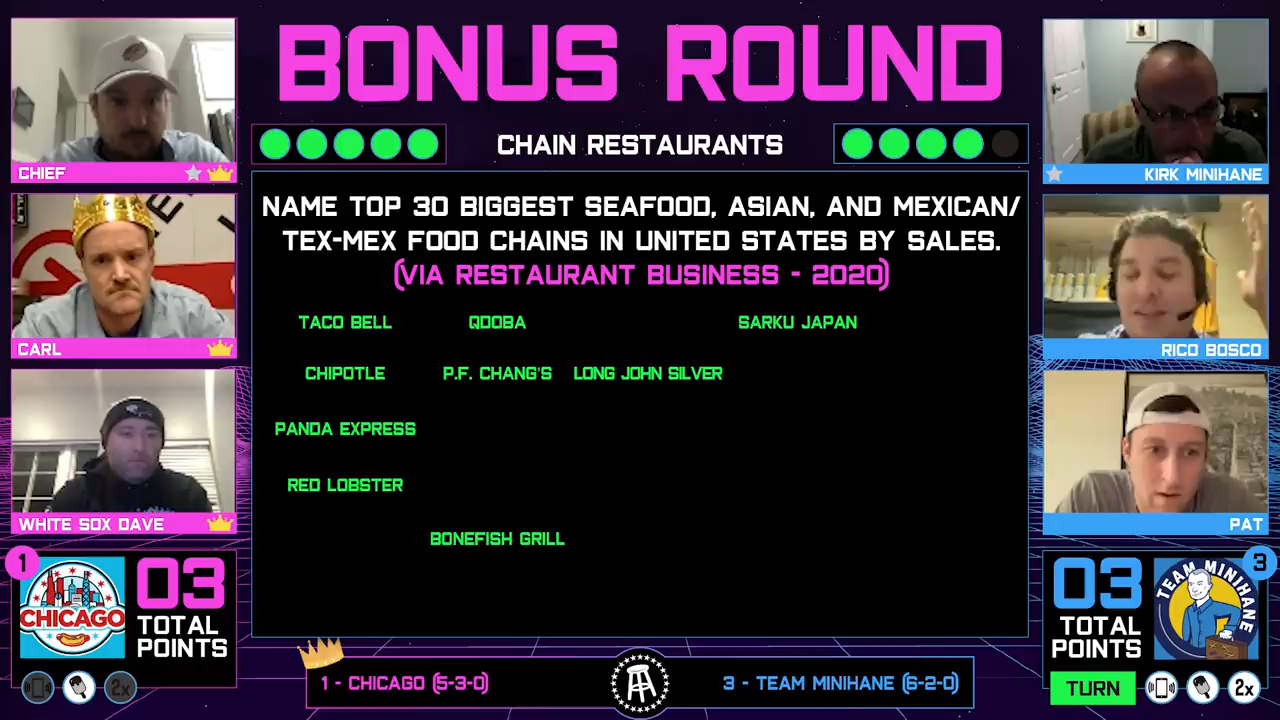 BONUS ROUND
CHAIN RESTAURANTS
NAME TOP 30 BIGGEST SEAFOOD, ASIAN, AND MEXICAN/
TEX-MEX FOOD CHAINS IN UNITED STATES BY SALES.
(VIA RESTAURANT BUSINESS - 2020)
TACO BELL
QDOBA
SARKU JAPAN
CHIPOTLE
P.F. CHANG'S
LONG JOHN SILVER
PANDA EXPRESS
RED LOBSTER
BONEFISH GRILL
CHIEF
CARL
WHITE SOX DAVE
KIRK MINIHANE
RICO BOSCO
PAT
1
CHICAGO
03
TOTAL
POINTS
2x
1 - CHICAGO (5-3-0)
3 - TEAM MINIHANE (6-2-0)
03
TOTAL
POINTS
3
TEAM MINIHANE
TURN
2x